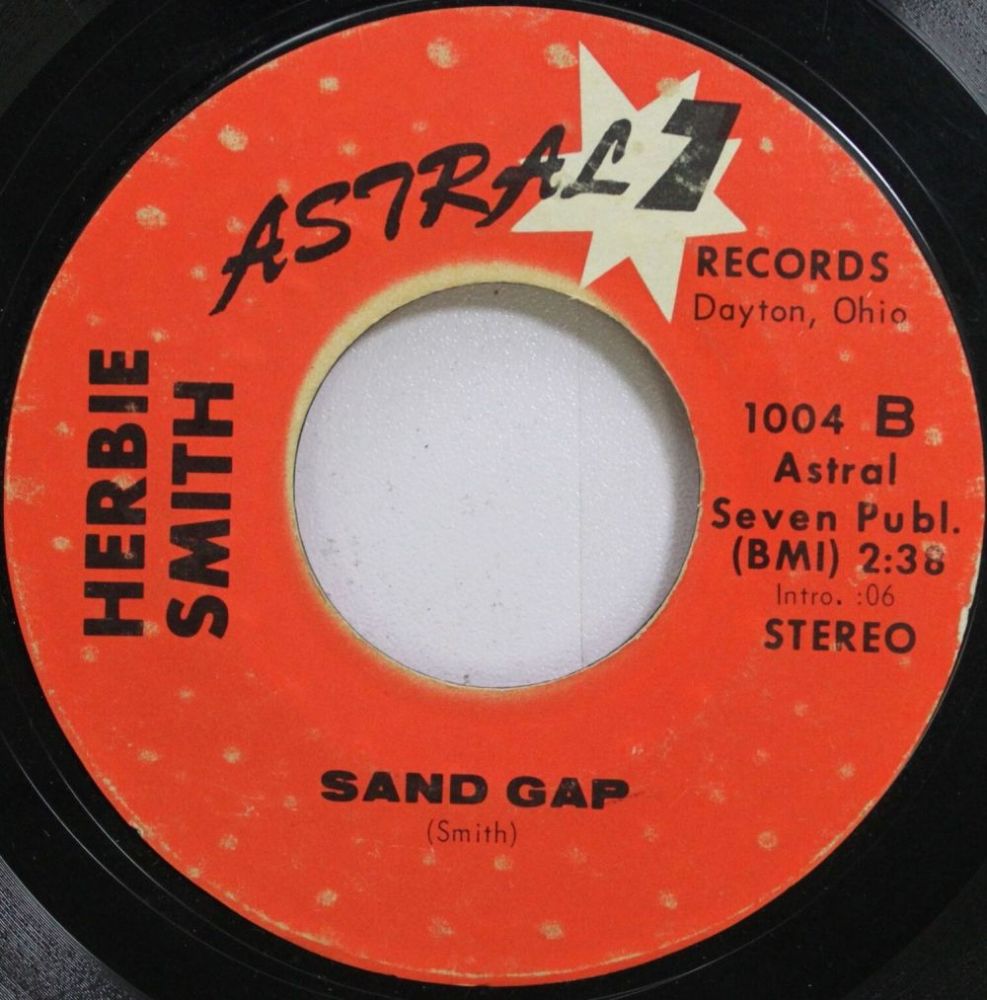 ASTRAL 7
RECORDS
Dayton, Ohio
HERBIE
SMITH
1004 B
Astral
Seven Publ.
(BMI) 2:38
Intro. :06
STEREO
SAND GAP
(Smith)